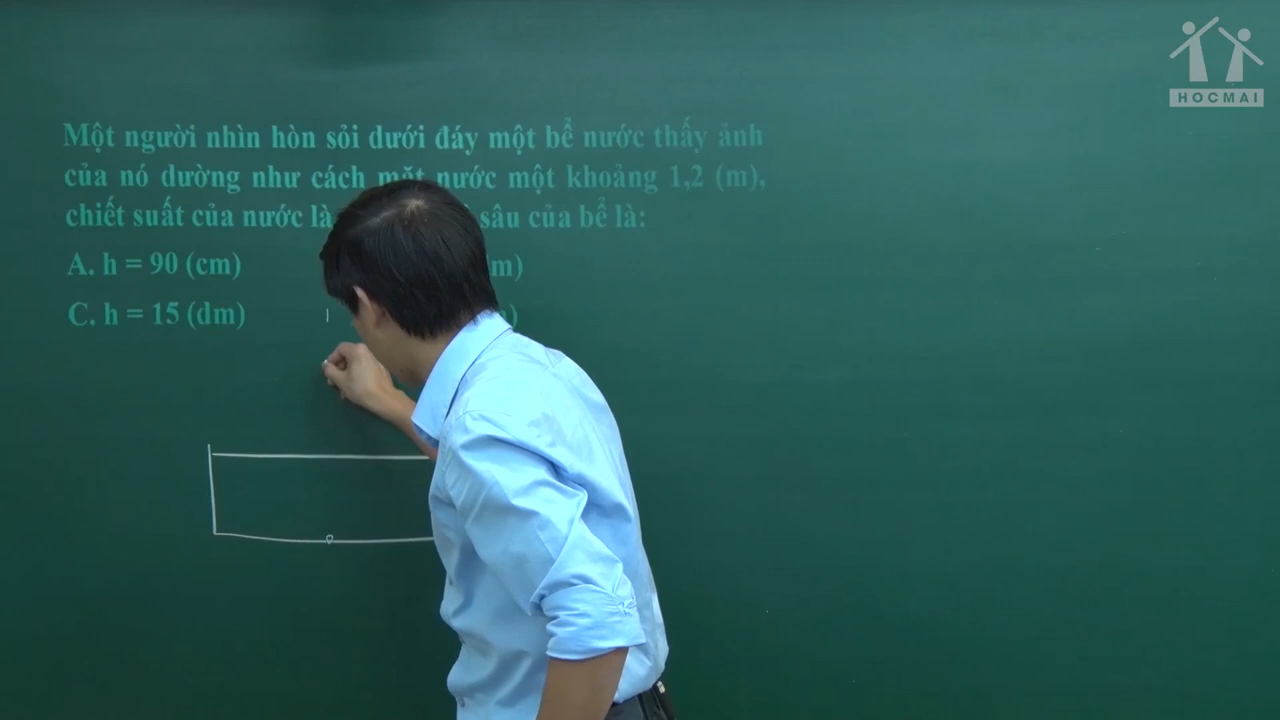 HOCMAI
Một người nhìn hòn sỏi dưới đáy một bể nước thấy ảnh
của nó dường như cách mặt nước một khoảng 1,2 (m),
chiết suất của nước là sâu của bể là:
A. h = 90 (cm) m)
C. h = 15 (dm) )